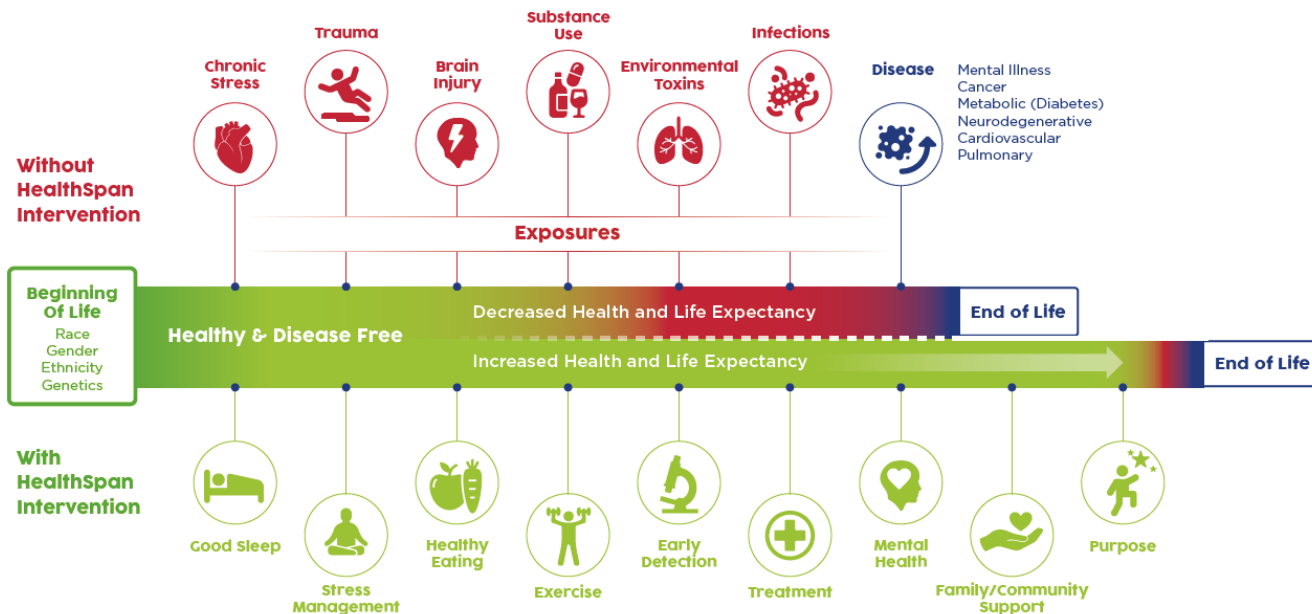 Trauma
Substance
Use
Infections
Chronic
Stress
Brain
Injury
Environmental
Toxins
Disease
Mental Illness
Cancer
Metabolic (Diabetes)
Neurodegenerative
Cardiovascular
Pulmonary
Without
HealthSpan
Intervention
Exposures
Beginning
Of Life
Race
Gender
Ethnicity
Genetics
Healthy & Disease Free
Decreased Health and Life Expectancy
End of Life
Increased Health and Life Expectancy
End of Life
With
HealthSpan
Intervention
Good Sleep
Stress
Management
Healthy
Eating
Exercise
Early
Detection
Treatment
Mental
Health
Family/Community
Support
Purpose